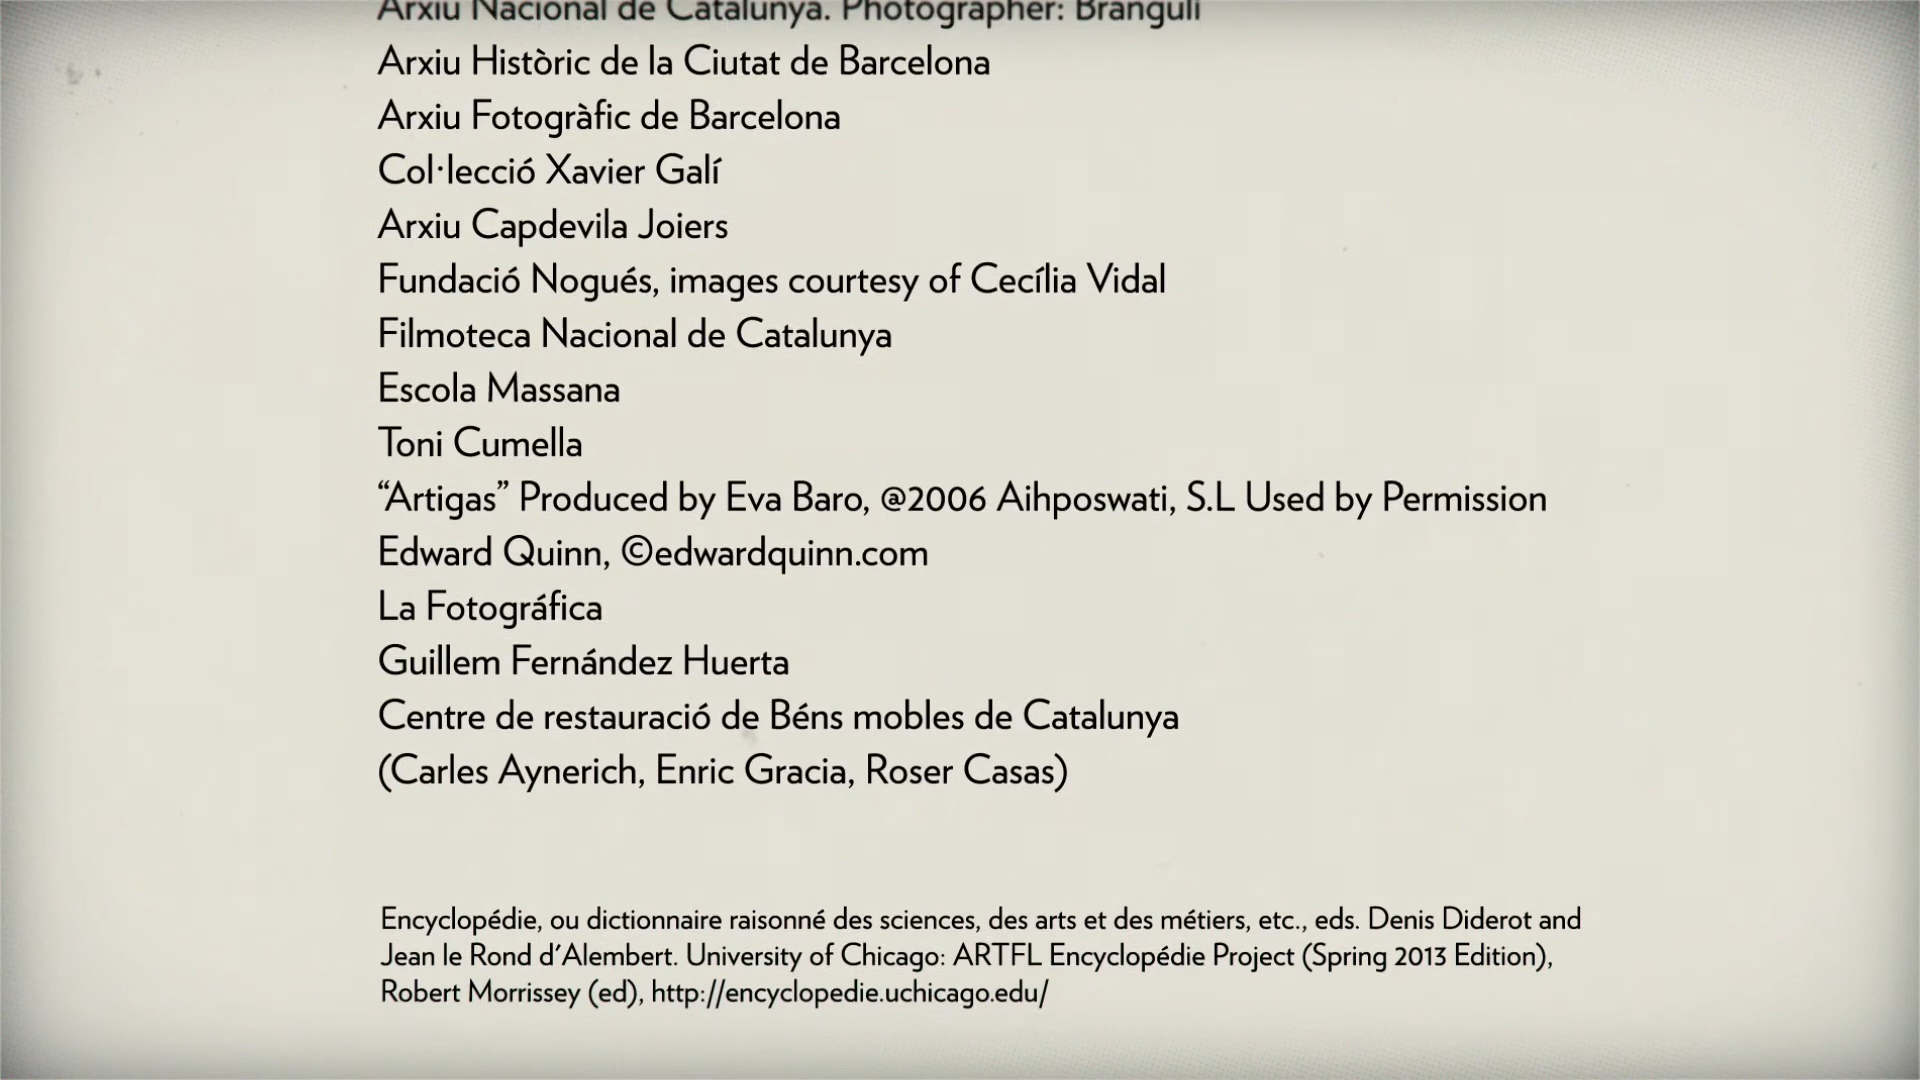 Arxiu Nacional de Catalunya. Photographer: Branguli
Arxiu Històric de la Ciutat de Barcelona
Arxiu Fotogràfic de Barcelona
Col·lecció Xavier Galí
Arxiu Capdevila Joiers
Fundació Nogués, images courtesy of Cecília Vidal
Filmoteca Nacional de Catalunya
Escola Massana
Toni Cumella
“Artigas” Produced by Eva Baro, @2006 Aihposwati, S.L Used by Permission
Edward Quinn, ©edwardquinn.com
La Fotográfica
Guillem Fernández Huerta
Centre de restauració de Béns mobles de Catalunya
(Carles Aynerich, Enric Gracia, Roser Casas)
Encyclopédie, ou dictionnaire raisonné des sciences, des arts et des métiers, etc., eds. Denis Diderot and
Jean le Rond d'Alembert. University of Chicago: ARTFL Encyclopédie Project (Spring 2013 Edition),
Robert Morrissey (ed), http://encyclopedie.uchicago.edu/